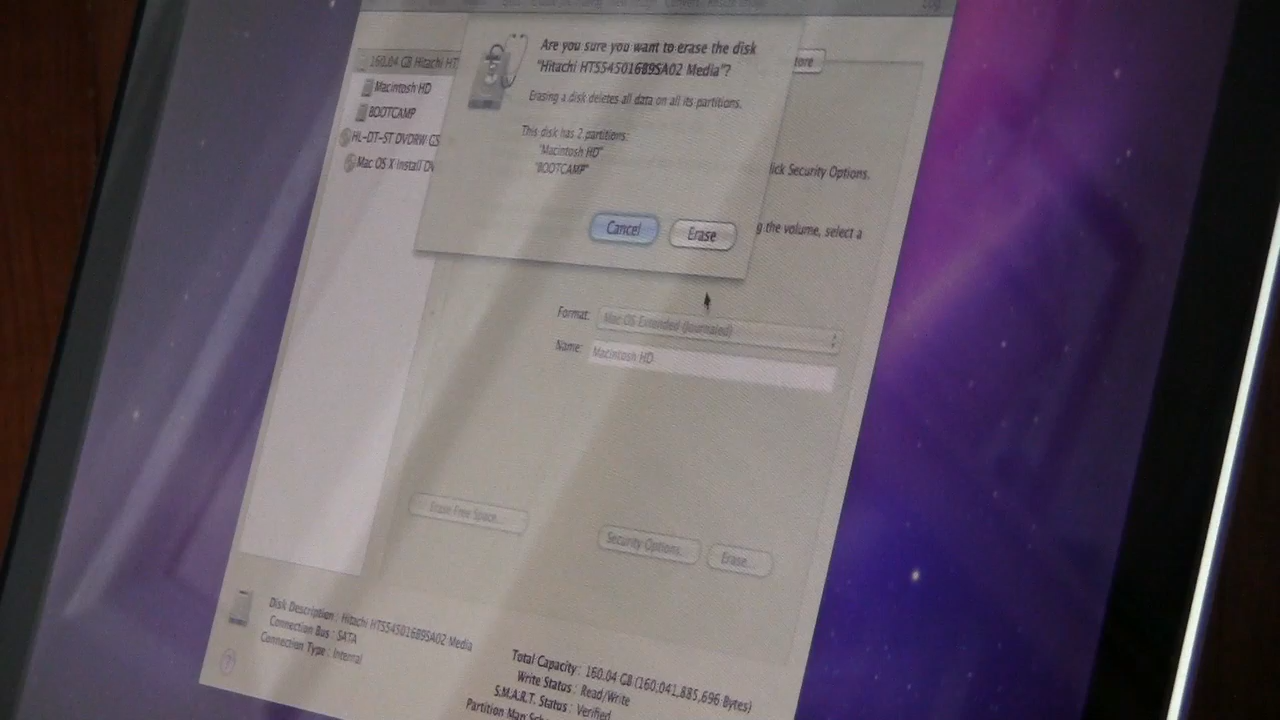 Log
Are you sure you want to erase the disk
"Hitachi HTS545016B9SA02 Media"?
Erasing a disk deletes all data on all its partitions.
This disk has 2 partitions:
"Macintosh HD"
"BOOTCAMP"
Cancel
Erase
160.04 GB Hitachi HT
Macintosh HD
BOOTCAMP
HL-DT-ST DVDRW GS
Mac OS X Install DV
tore
lick Security Options.
g the volume, select a
Format: Mac OS Extended (Journaled)
Name: Macintosh HD
Erase Free Space...
Security Options...
Erase...
Disk Description : Hitachi HTS545016B9SA02 Media
Connection Bus : SATA
Connection Type : Internal
?
Total Capacity : 160.04 GB (160,041,885,696 Bytes)
Write Status : Read/Write
S.M.A.R.T. Status : Verified
Partition Map Sche